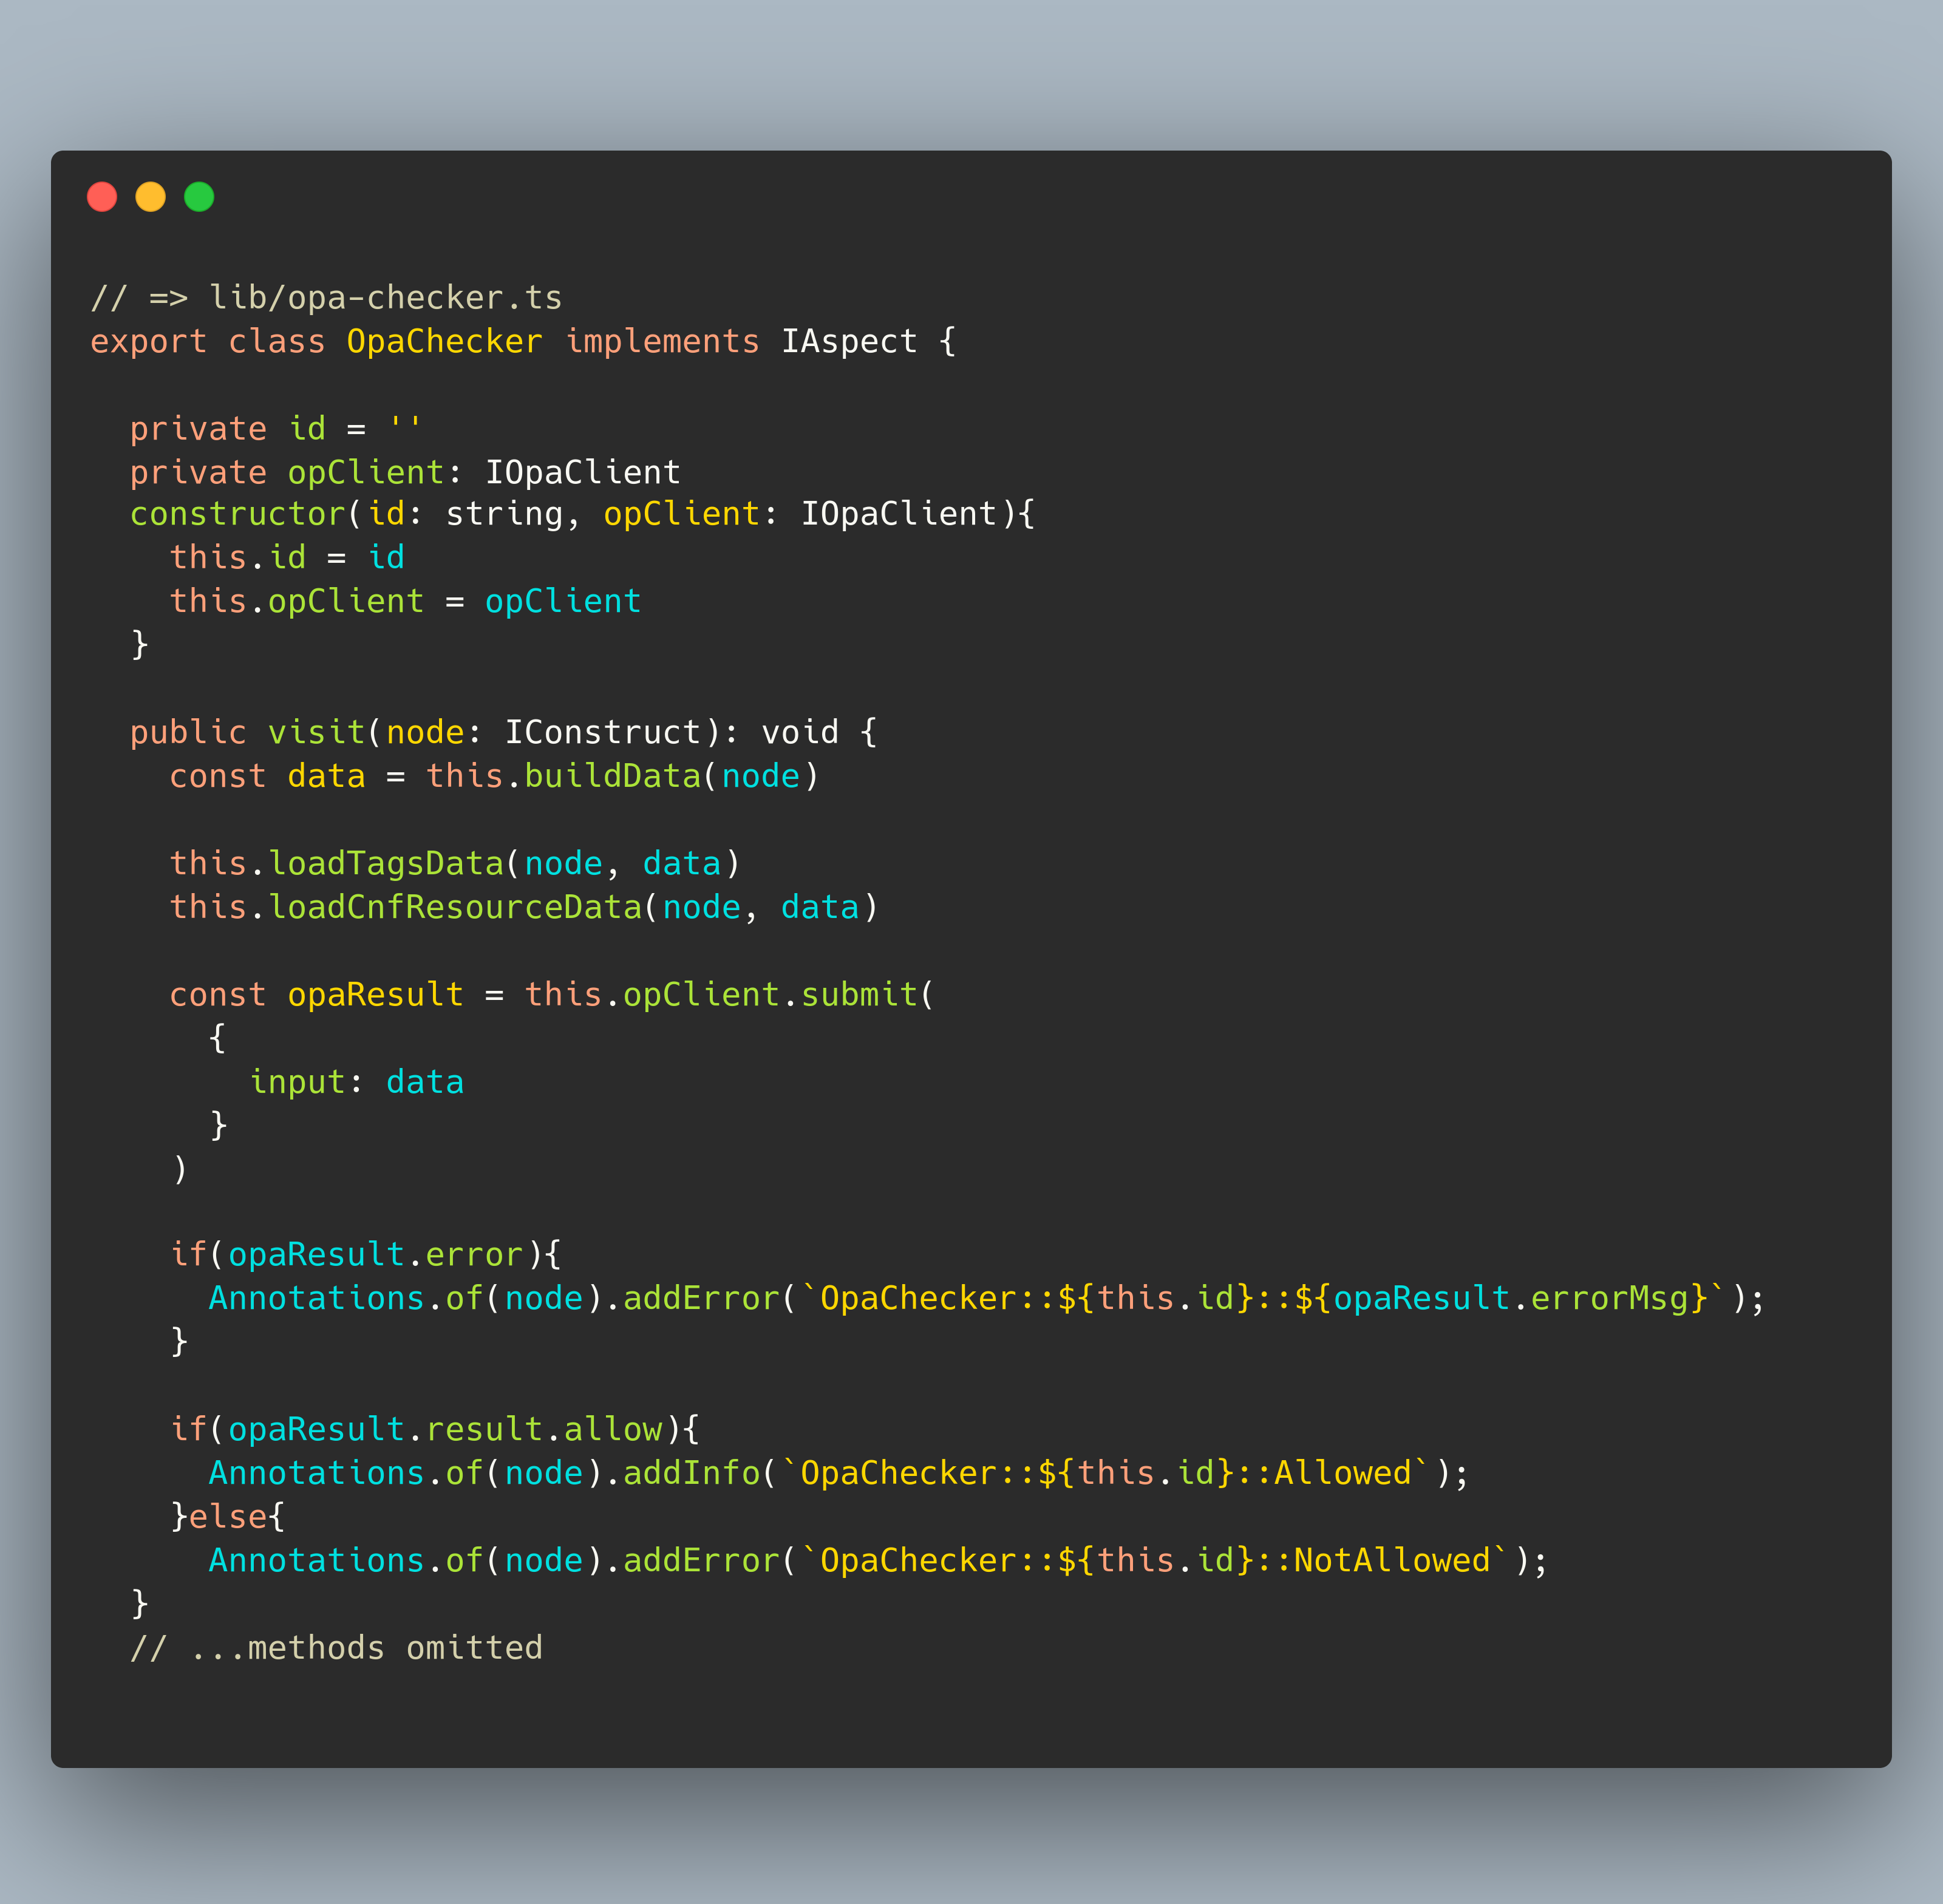 // => lib/opa-checker.ts
export class OpaChecker implements IAspect {
  private id = ''
  private opClient: IOpaClient
  constructor(id: string, opClient: IOpaClient){
    this.id = id
    this.opClient = opClient
  }
  public visit(node: IConstruct): void {
    const data = this.buildData(node)
    this.loadTagsData(node, data)
    this.loadCnfResourceData(node, data)
    const opaResult = this.opClient.submit(
      {
        input: data
      }
    )
    if(opaResult.error){
      Annotations.of(node).addError(`OpaChecker::${this.id}::${opaResult.errorMsg}`);
    }
    if(opaResult.result.allow){
      Annotations.of(node).addInfo(`OpaChecker::${this.id}::Allowed`);
    }else{
      Annotations.of(node).addError(`OpaChecker::${this.id}::NotAllowed`);
  }
  // ...methods omitted